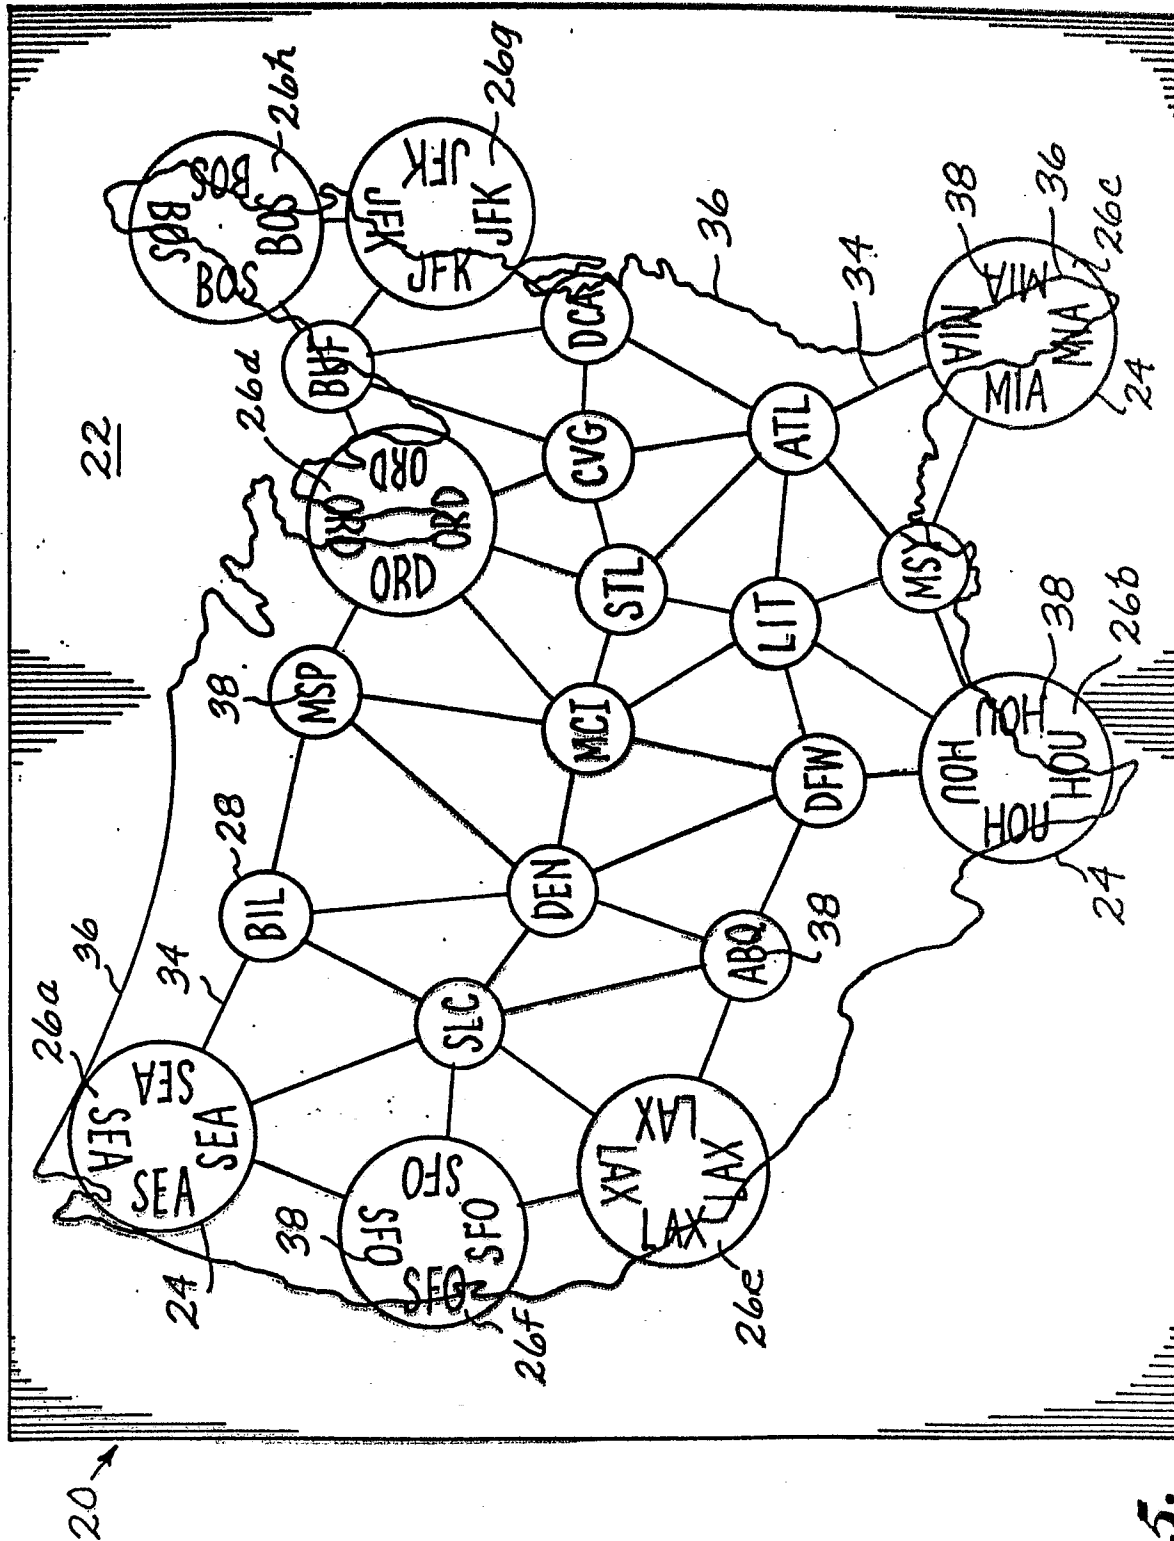 20
22
36
26a
34
28
38
26d
26h
26g
24
SEA
SEA
SEA
SEA
BIL
MSP
ORD
ORD
ORD
ORD
BUF
BOS
BOS
BOS
BOS
JFK
JFK
JFK
JFK
38
SFO
SFO
SFO
SFO
26f
SLC
DEN
MCI
STL
CVG
DCA
36
LAX
LAX
LAX
LAX
26e
ABQ
38
DFW
LIT
ATL
34
MSY
HOU
HOU
HOU
HOU
38
26b
24
MIA
MIA
MIA
MIA
38
36
26c
24
5.